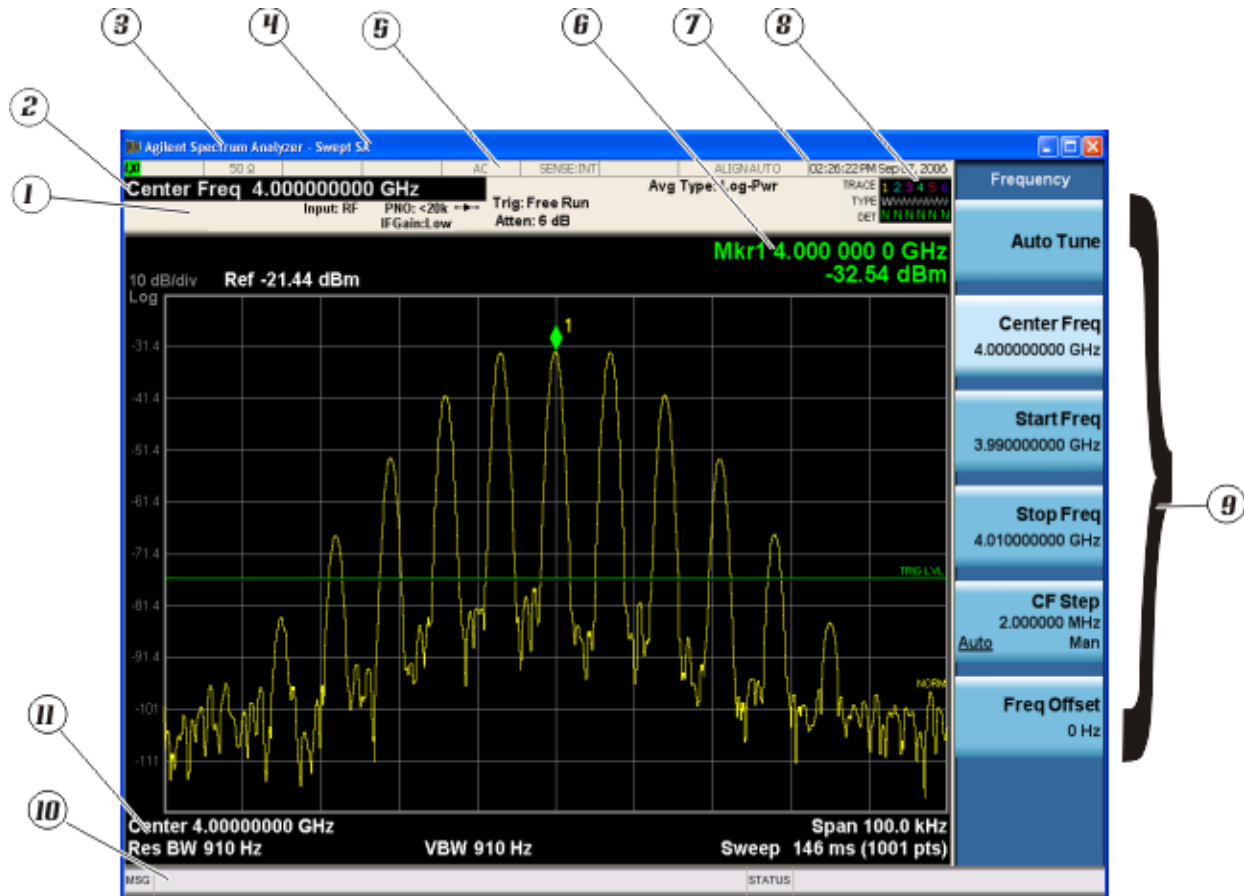 3 4 5 6 7 8
2
1
Agilent Spectrum Analyzer - Swept SA
LXI 50 Ω AC SENSE:INT ALIGN AUTO 02:26:22 PM Sep 07, 2006
Center Freq 4.000000000 GHz
Input: RF PNO: <20k Trig: Free Run
IFGain:Low Atten: 6 dB
Avg Type: Log-Pwr
TRACE 1 2 3 4 5 6
TYPE WWWWWW
DET N N N N N N
Mkr1 4.000 000 0 GHz
-32.54 dBm
10 dB/div Ref -21.44 dBm
Log
1
-31.4
-41.4
-51.4
-61.4
-71.4
TRIG LVL
-81.4
-91.4
NORM
-101
-111
Center 4.00000000 GHz Span 100.0 kHz
Res BW 910 Hz VBW 910 Hz Sweep 146 ms (1001 pts)
MSG STATUS
Frequency
Auto Tune
Center Freq
4.000000000 GHz
Start Freq
3.990000000 GHz
Stop Freq
4.010000000 GHz
CF Step
2.000000 MHz
Auto Man
Freq Offset
0 Hz
9
11
10